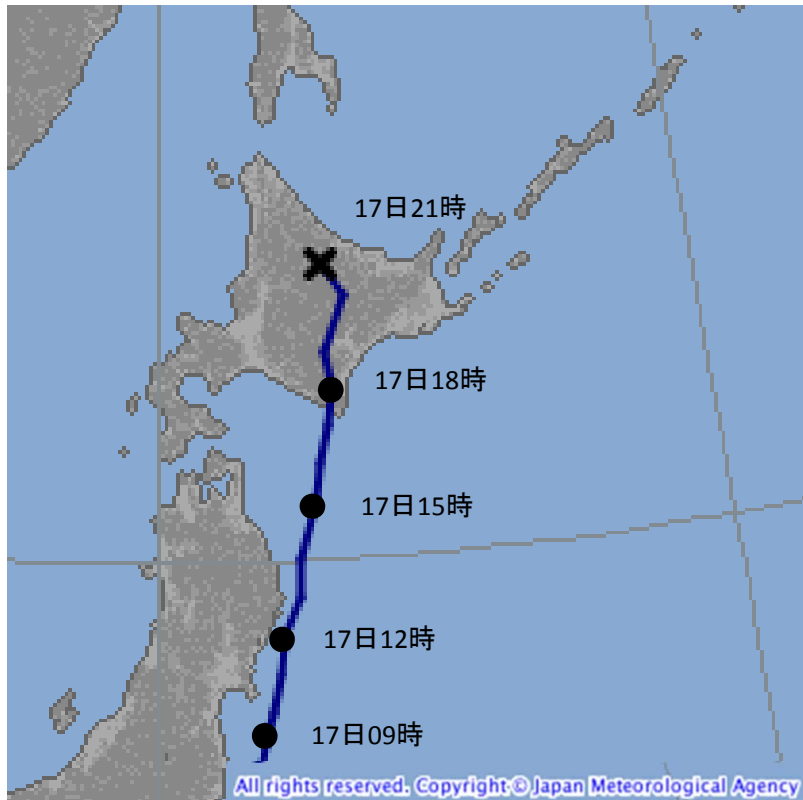 17日21時
17日18時
17日15時
17日12時
17日09時
All rights reserved. Copyright © Japan Meteorological Agency